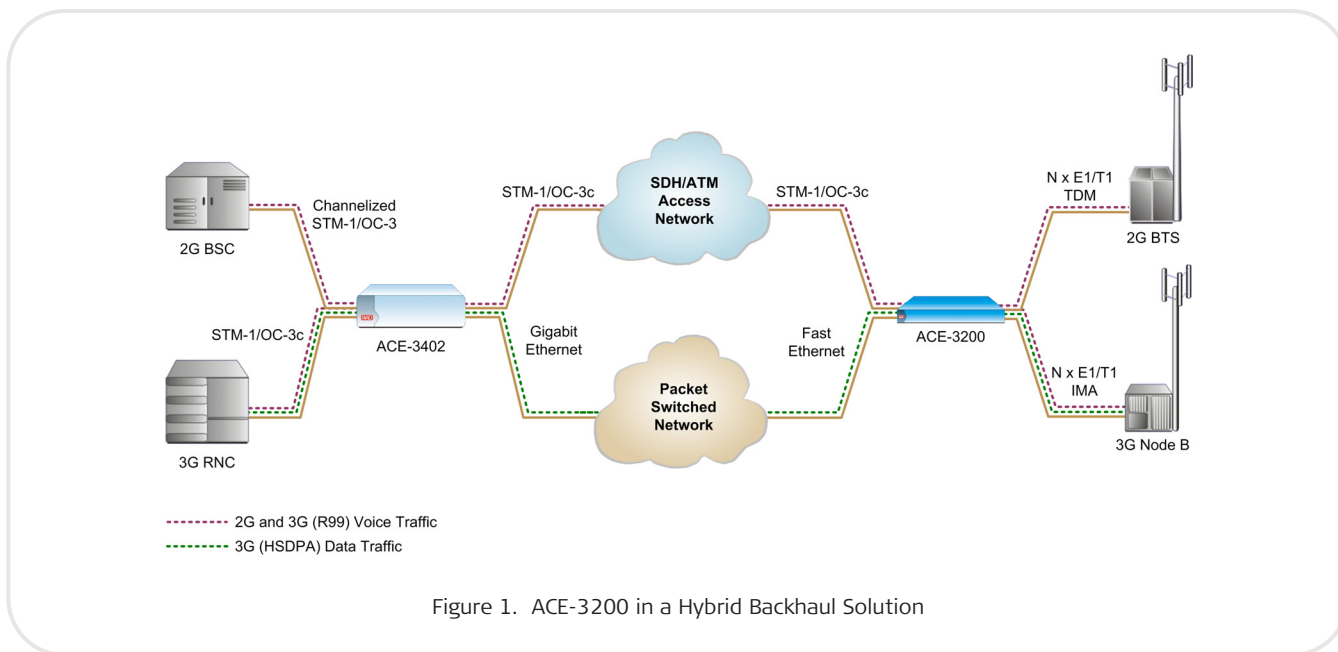 2G BSC
Channelized
STM-1/OC-3
STM-1/OC-3c
SDH/ATM
Access
Network
STM-1/OC-3c
N x E1/T1
TDM
2G BTS
3G RNC
STM-1/OC-3c
ACE-3402
Gigabit
Ethernet
Packet
Switched
Network
Fast
Ethernet
ACE-3200
N x E1/T1
IMA
3G Node B
2G and 3G (R99) Voice Traffic
3G (HSDPA) Data Traffic
Figure 1. ACE-3200 in a Hybrid Backhaul Solution